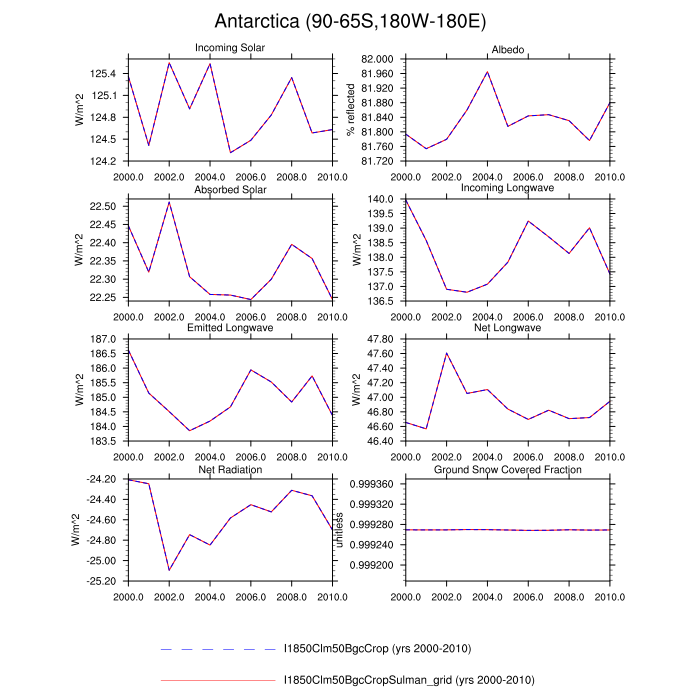 Antarctica (90-65S,180W-180E)
Incoming Solar
W/m^2
125.4
125.1
124.8
124.5
124.2
2000.0 2002.0 2004.0 2006.0 2008.0 2010.0
Albedo
% reflected
82.000
81.960
81.920
81.880
81.840
81.800
81.760
81.720
2000.0 2002.0 2004.0 2006.0 2008.0 2010.0
Absorbed Solar
W/m^2
22.50
22.45
22.40
22.35
22.30
22.25
2000.0 2002.0 2004.0 2006.0 2008.0 2010.0
Incoming Longwave
W/m^2
140.0
139.5
139.0
138.5
138.0
137.5
137.0
136.5
2000.0 2002.0 2004.0 2006.0 2008.0 2010.0
Emitted Longwave
W/m^2
187.0
186.5
186.0
185.5
185.0
184.5
184.0
183.5
2000.0 2002.0 2004.0 2006.0 2008.0 2010.0
Net Longwave
W/m^2
47.80
47.60
47.40
47.20
47.00
46.80
46.60
46.40
2000.0 2002.0 2004.0 2006.0 2008.0 2010.0
Net Radiation
W/m^2
-24.20
-24.40
-24.60
-24.80
-25.00
-25.20
2000.0 2002.0 2004.0 2006.0 2008.0 2010.0
Ground Snow Covered Fraction
unitless
0.999360
0.999320
0.999280
0.999240
0.999200
2000.0 2002.0 2004.0 2006.0 2008.0 2010.0
I1850Clm50BgcCrop (yrs 2000-2010)
I1850Clm50BgcCropSulman_grid (yrs 2000-2010)